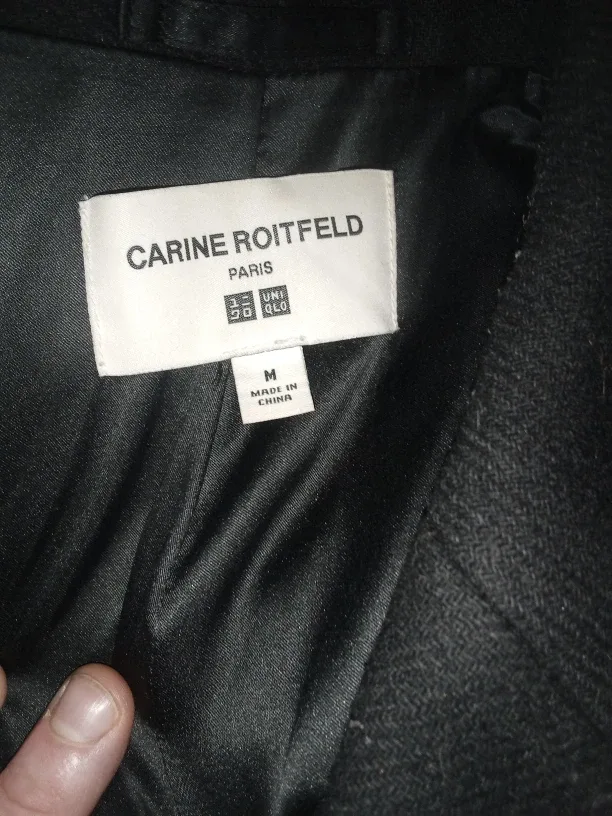 CARINE ROITFELD
PARIS
ユニ UNI
クロ QLO
M
MADE IN
CHINA